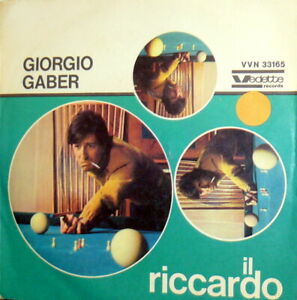 GIORGIO
GABER
VVN 33165
Vedette
records
il
riccardo